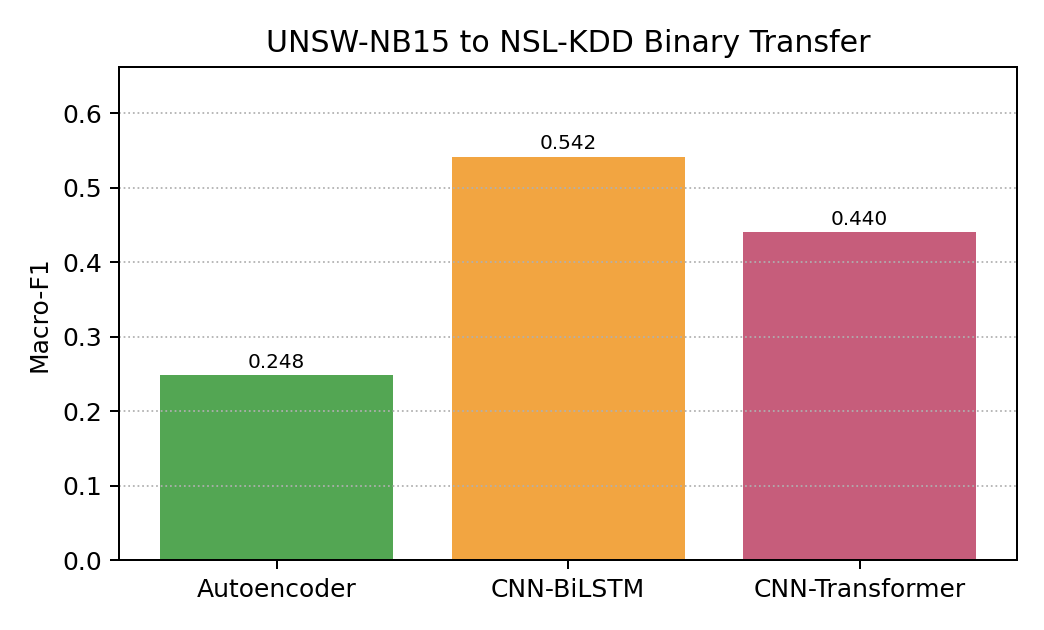 UNSW-NB15 to NSL-KDD Binary Transfer
Macro-F1
0.6
0.5
0.4
0.3
0.2
0.1
0.0
0.248
0.542
0.440
Autoencoder
CNN-BiLSTM
CNN-Transformer